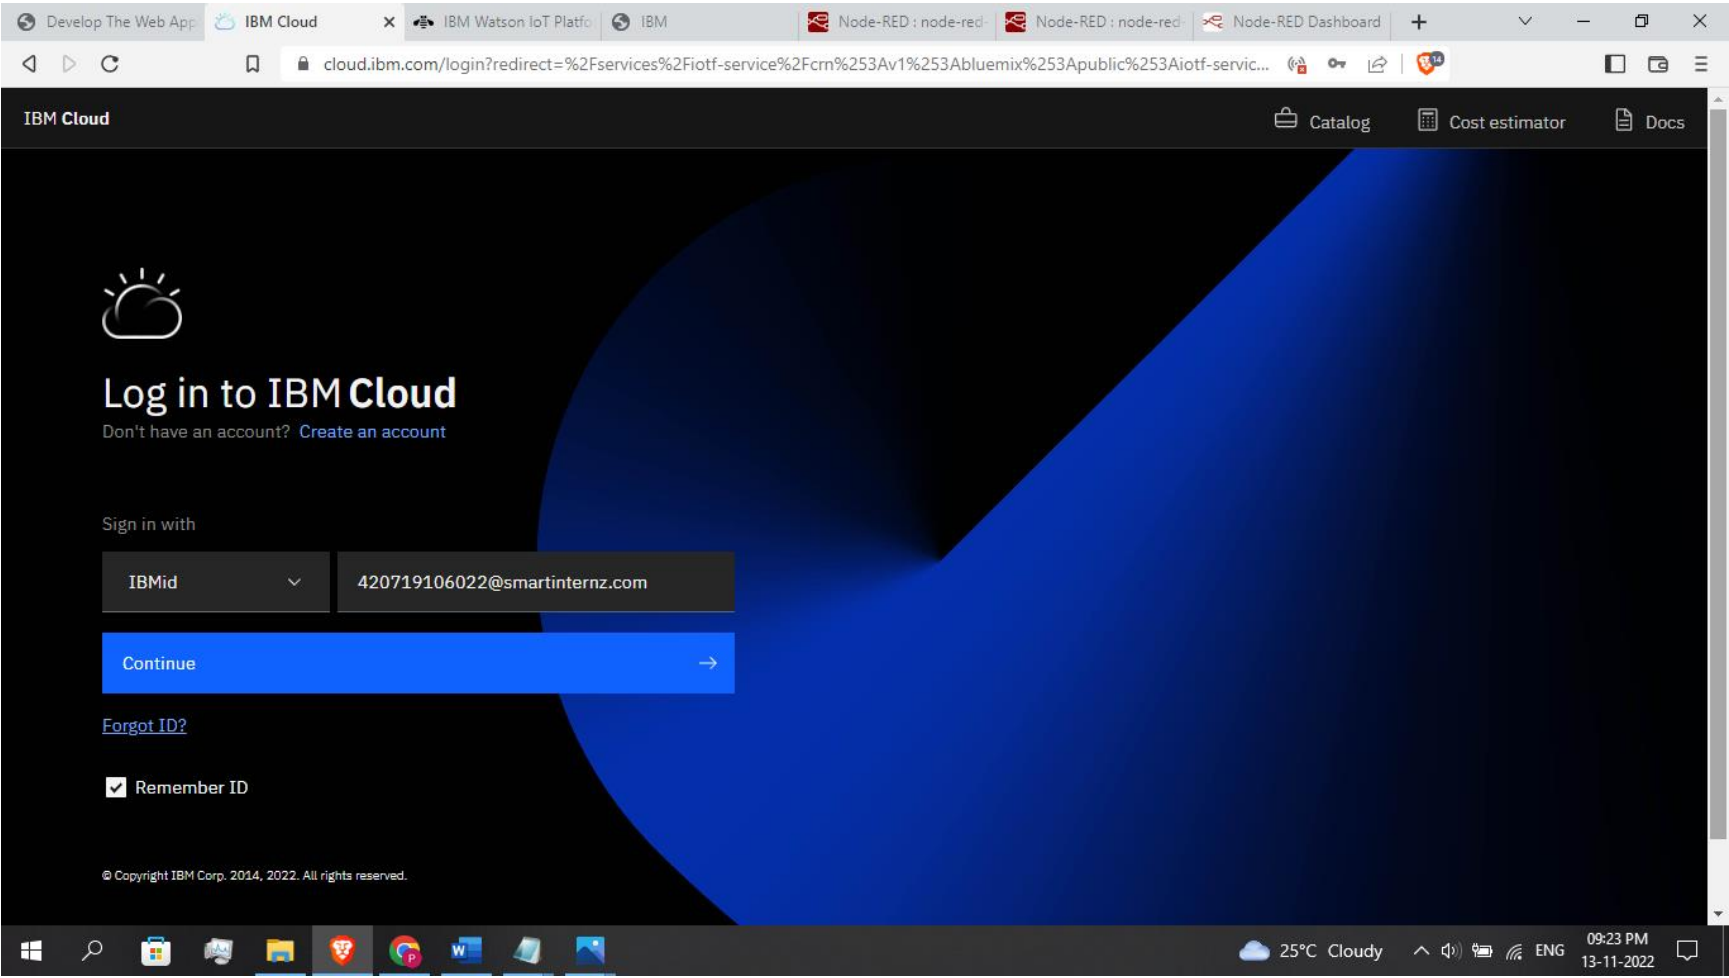 Develop The Web App
IBM Cloud
IBM Watson IoT Platfo
IBM
Node-RED : node-red-
Node-RED : node-red-
Node-RED Dashboard
cloud.ibm.com/login?redirect=%2Fservices%2Fiotf-service%2Fcrn%253Av1%253Abluemix%253Apublic%253Aiotf-servic...
14
IBM Cloud
Catalog
Cost estimator
Docs
Log in to IBM Cloud
Don't have an account? Create an account
Sign in with
IBMid
420719106022@smartinternz.com
Continue
Forgot ID?
Remember ID
© Copyright IBM Corp. 2014, 2022. All rights reserved.
P
W
25°C Cloudy
ENG
09:23 PM
13-11-2022